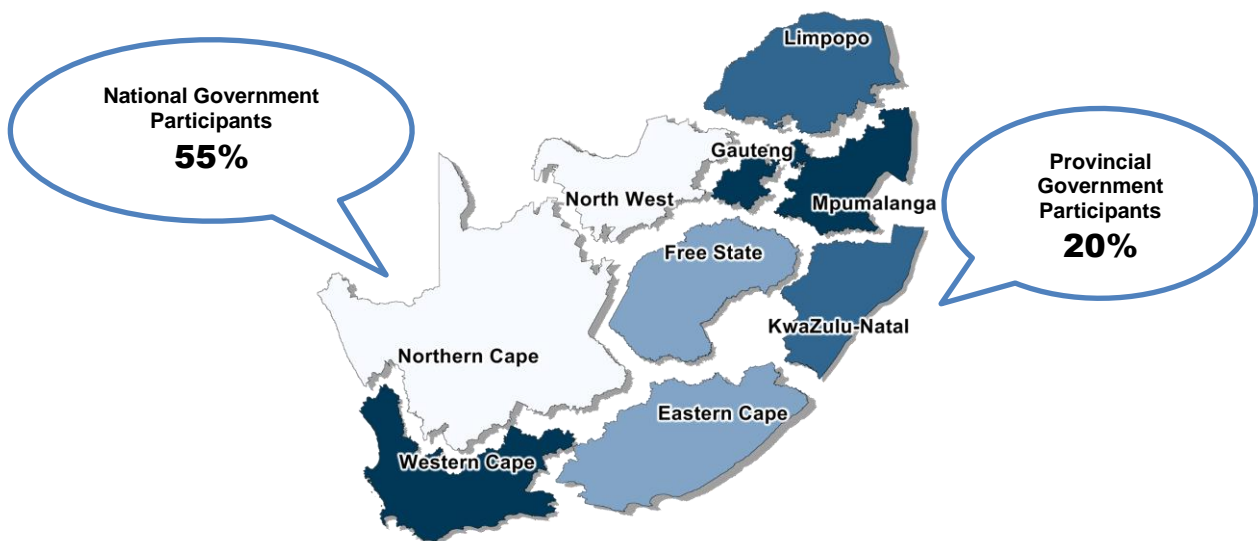 Limpopo
National Government
Participants
55%
Gauteng
Provincial
Government
Participants
20%
North West
Mpumalanga
Free State
KwaZulu-Natal
Northern Cape
Eastern Cape
Western Cape